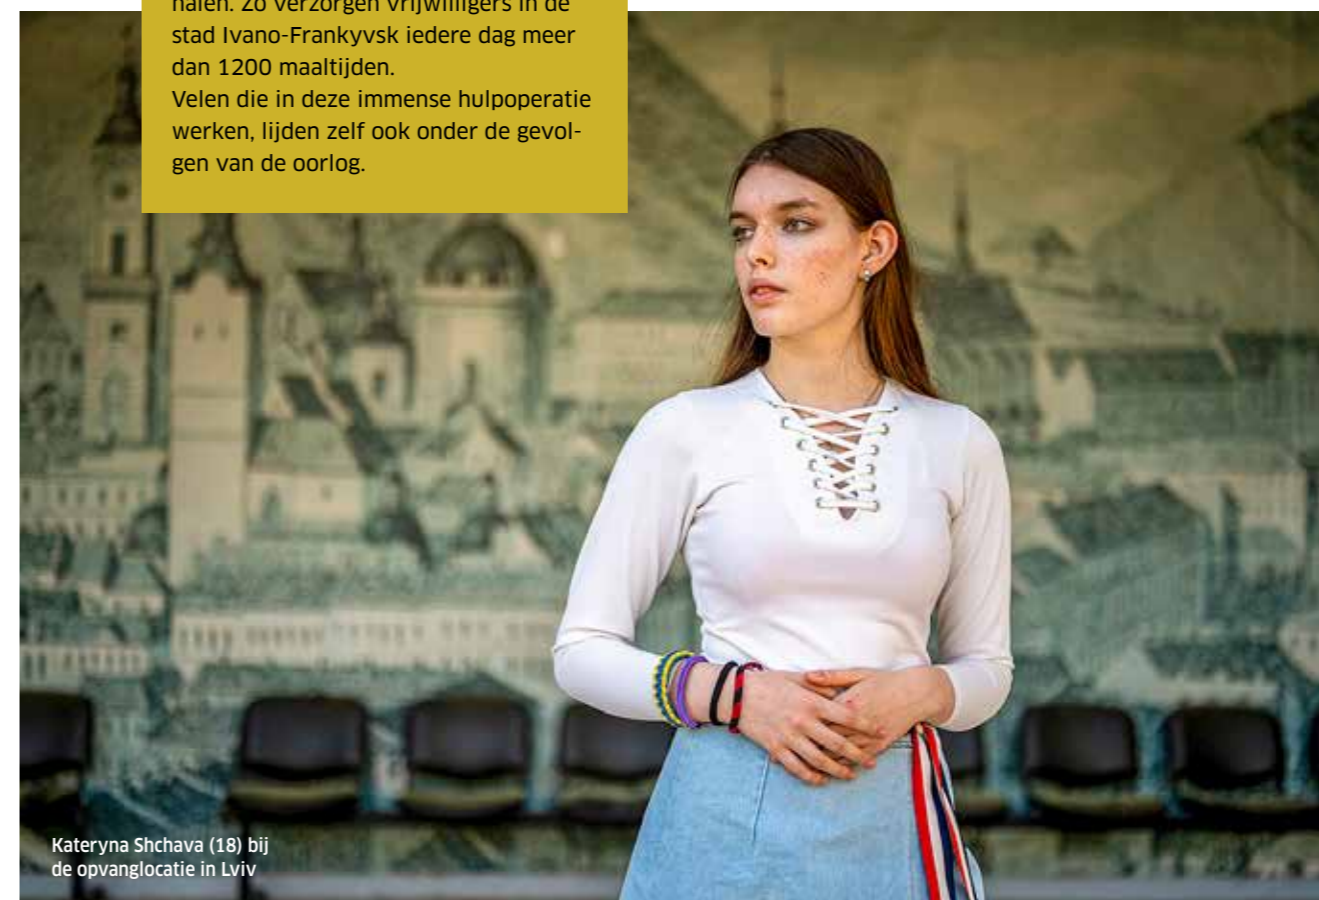 halen. Zo verzorgen vrijwilligers in de
stad Ivano-Frankyvsk iedere dag meer
dan 1200 maaltijden.
Velen die in deze immense hulpoperatie
werken, lijden zelf ook onder de gevol-
gen van de oorlog.
Kateryna Shchava (18) bij
de opvanglocatie in Lviv